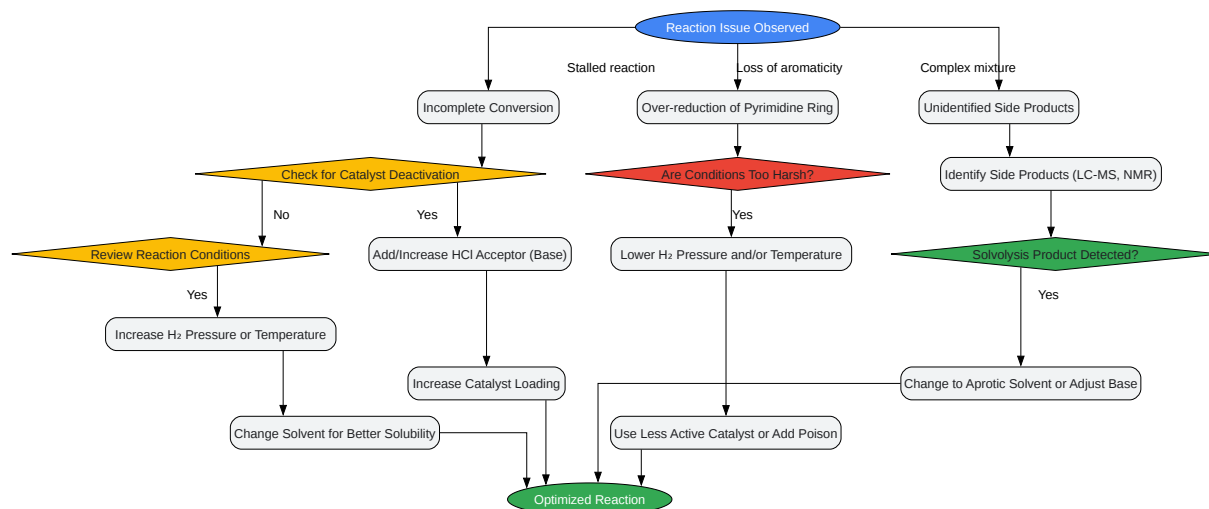 Reaction Issue Observed
Stalled reaction
Loss of aromaticity
Complex mixture
Incomplete Conversion
Over-reduction of Pyrimidine Ring
Unidentified Side Products
Check for Catalyst Deactivation
Are Conditions Too Harsh?
Identify Side Products (LC-MS, NMR)
No
Yes
Yes
Review Reaction Conditions
Add/Increase HCl Acceptor (Base)
Lower H₂ Pressure and/or Temperature
Solvolysis Product Detected?
Yes
Yes
Increase H₂ Pressure or Temperature
Increase Catalyst Loading
Change to Aprotic Solvent or Adjust Base
Change Solvent for Better Solubility
Use Less Active Catalyst or Add Poison
Optimized Reaction